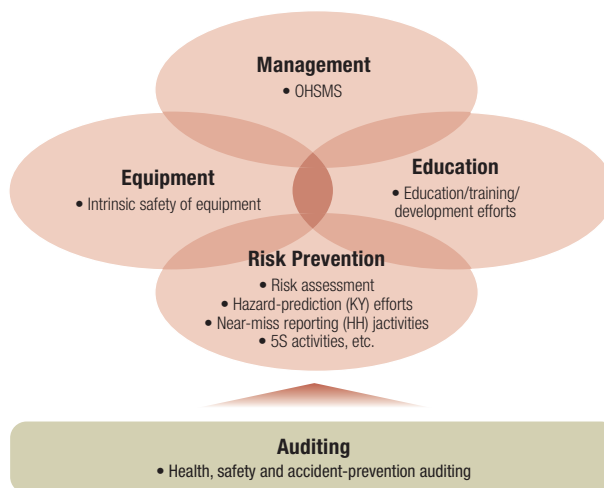 Management
• OHSMS
Equipment
• Intrinsic safety of equipment
Education
• Education/training/
development efforts
Risk Prevention
• Risk assessment
• Hazard-prediction (KY) efforts
• Near-miss reporting (HH) jactivities
• 5S activities, etc.
Auditing
• Health, safety and accident-prevention auditing